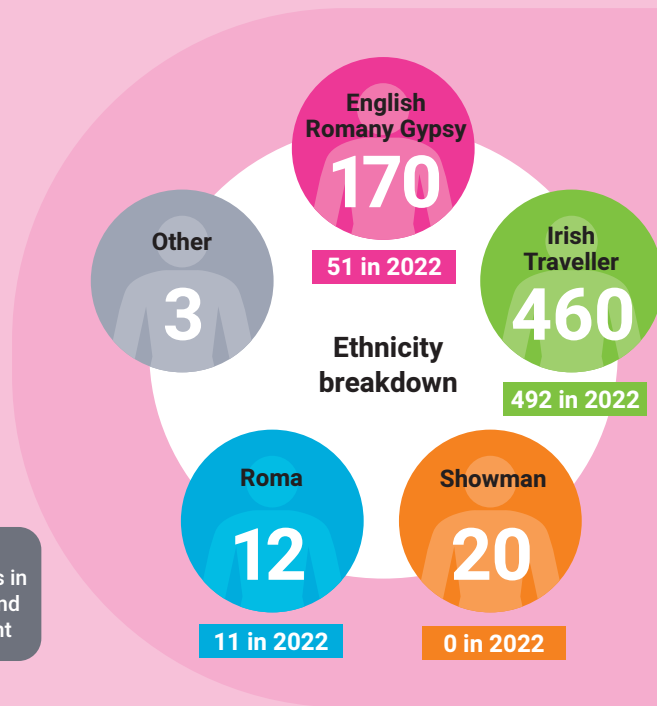 English
Romany Gypsy
170
51 in 2022
Irish
Traveller
460
492 in 2022
Other
3
Ethnicity
breakdown
Roma
12
11 in 2022
Showman
20
0 in 2022
in